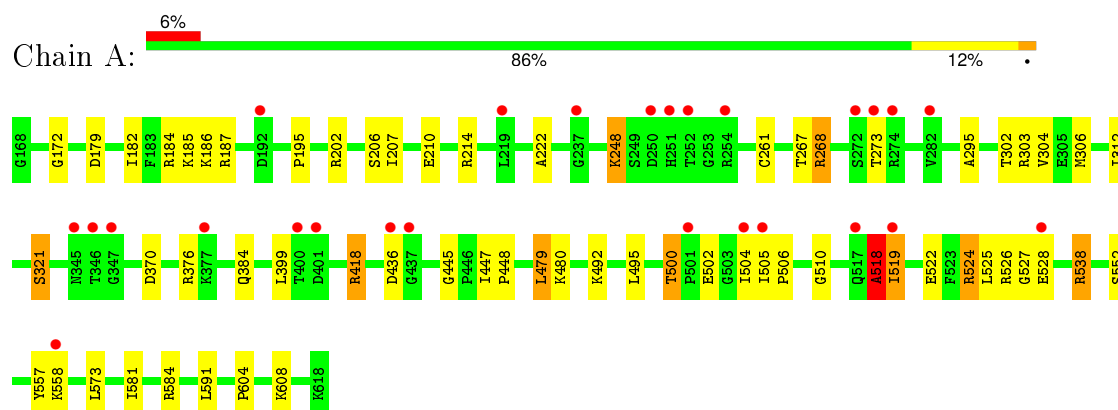 6%
Chain A:
86%
12%
•
G168 G172 D179 I182 F183 R184 K185 K186 R187 D192 P195 R202 S206 I207 E210 R214 L219 A222 G237 K248 S249 D250 H251 T252 G253 R254 C261 T267 R268 S272 T273 R274 V282 A295 T302 R303 V304 E305 M306
S321 N345 T346 G347 D370 R376 K377 Q384 L399 T400 D401 R418 D436 G437 G445 P446 I447 P448 L479 K480 K492 L495 T500 P501 E502 G503 I504 I505 P506 G510 Q517 A518 I519 E522 F523 R524 L525 R526 G527 E528 R538 S552
Y557 K558 L573 I581 R584 L591 P604 K608 K618